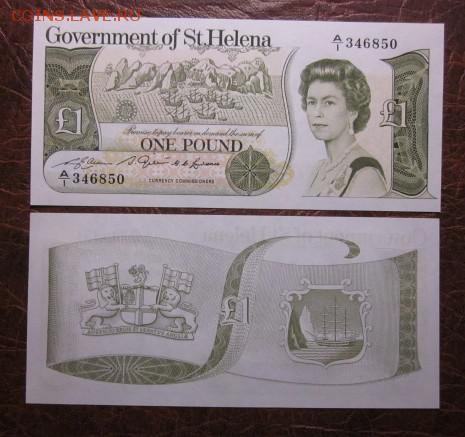 COINS.LAVE.RU
Government of St.Helena
A/1 346850
£1
£1
Promise to pay bearer on demand the sum of
ONE POUND
A/1 346850
CURRENCY COMMISSIONERS
£1